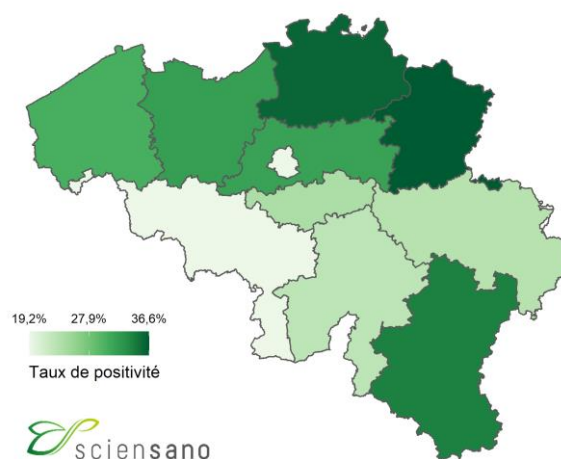 19,2% 27,9% 36,6%
Taux de positivité
sciensano